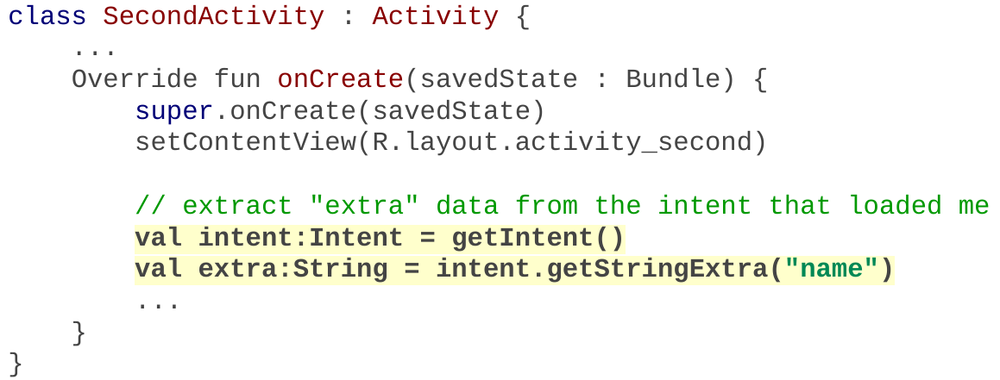 class SecondActivity : Activity {
    ...
    Override fun onCreate(savedState : Bundle) {
        super.onCreate(savedState)
        setContentView(R.layout.activity_second)

        // extract "extra" data from the intent that loaded me
        val intent:Intent = getIntent()
        val extra:String = intent.getStringExtra("name")
        ...
    }
}